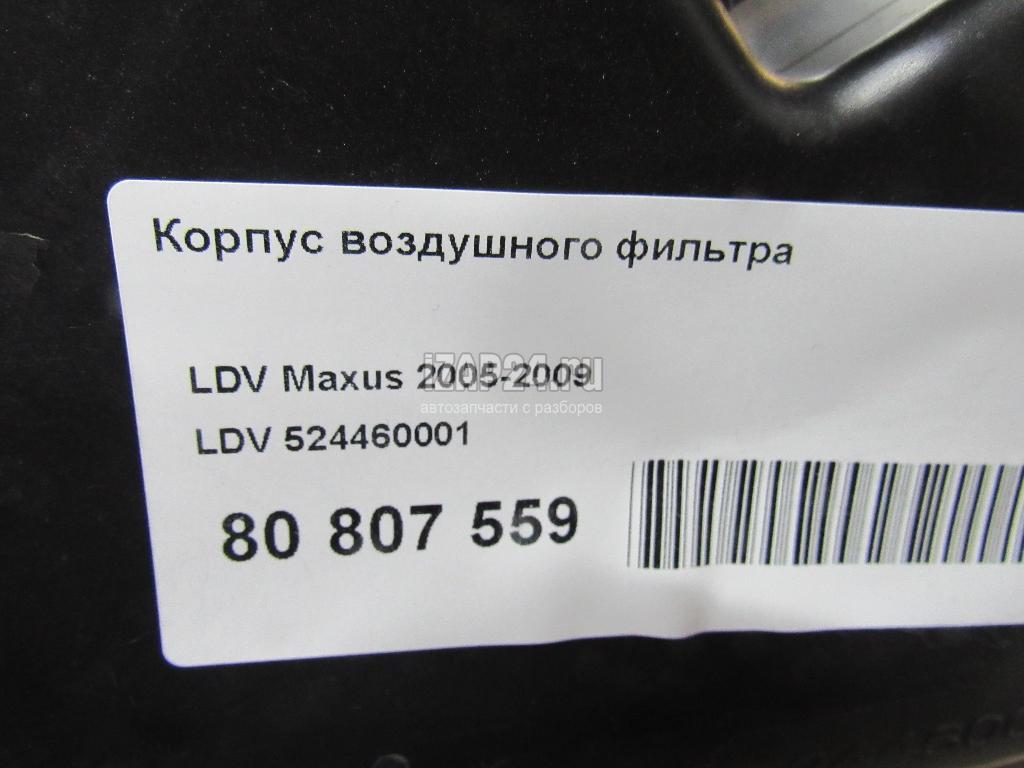 Корпус воздушного фильтра
LDV Maxus 2005-2009
iZAP24.ru
автозапчасти с разборов
LDV 524460001
80 807 559